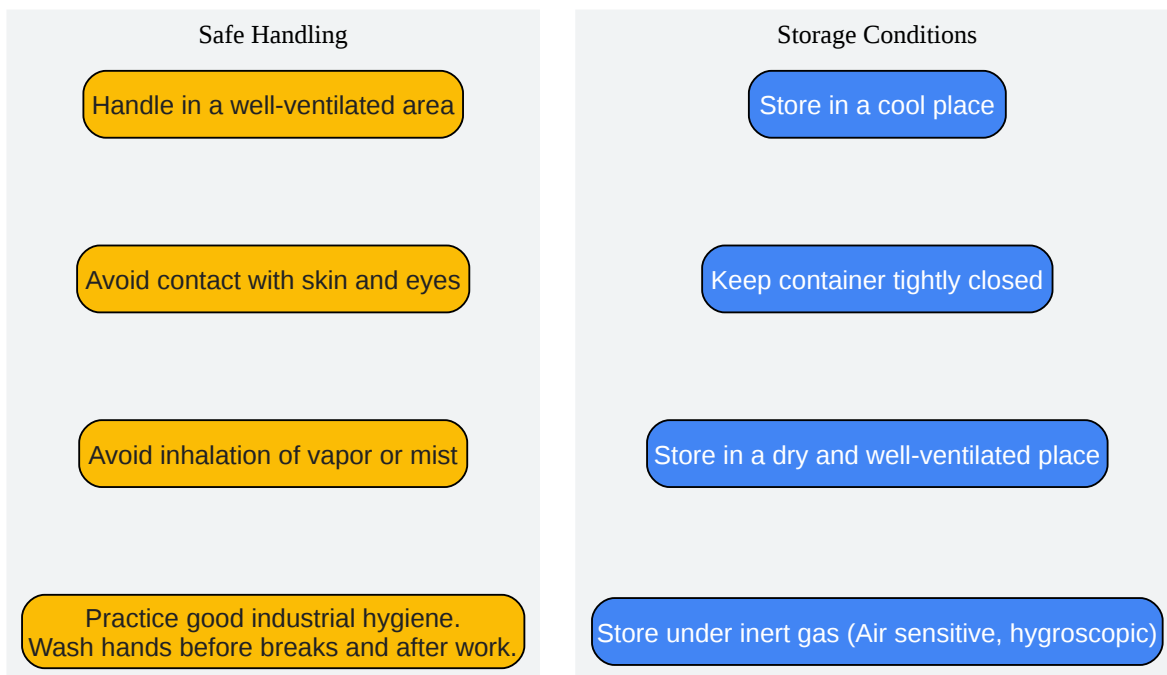 Safe Handling
Handle in a well-ventilated area
Avoid contact with skin and eyes
Avoid inhalation of vapor or mist
Practice good industrial hygiene.
Wash hands before breaks and after work.
Storage Conditions
Store in a cool place
Keep container tightly closed
Store in a dry and well-ventilated place
Store under inert gas (Air sensitive, hygroscopic)